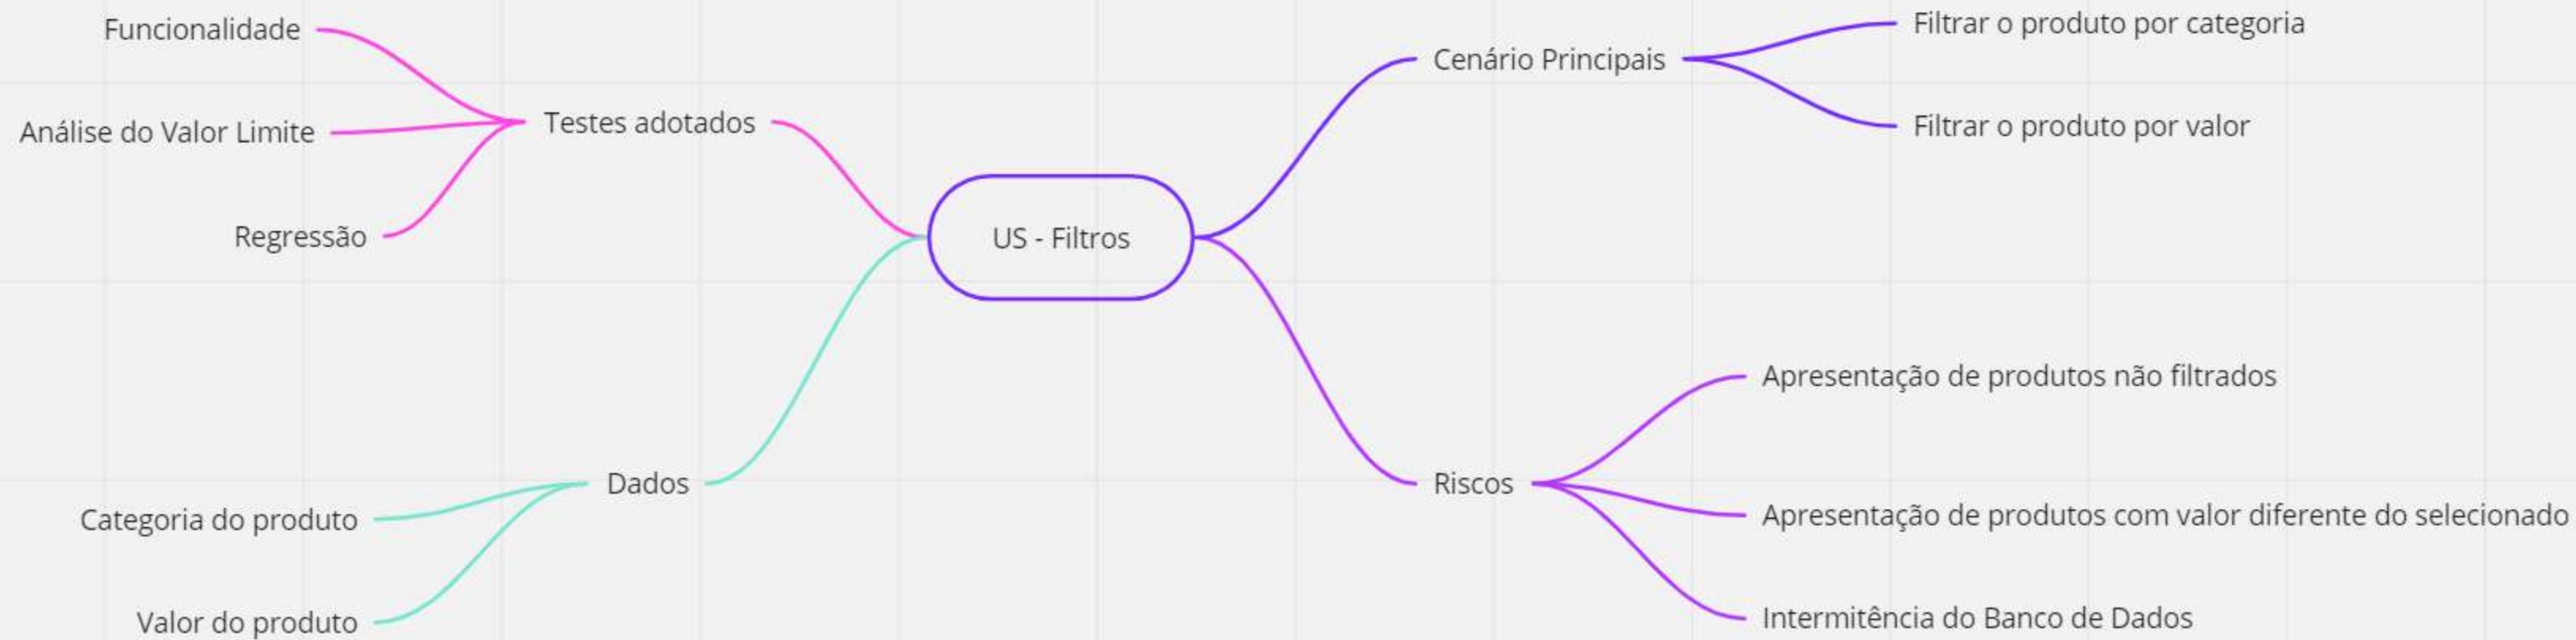 Funcionalidade
Análise do Valor Limite
Regressão
Testes adotados
Dados
Categoria do produto
Valor do produto
US - Filtros
Cenário Principais
Filtrar o produto por categoria
Filtrar o produto por valor
Riscos
Apresentação de produtos não filtrados
Apresentação de produtos com valor diferente do selecionado
Intermitência do Banco de Dados